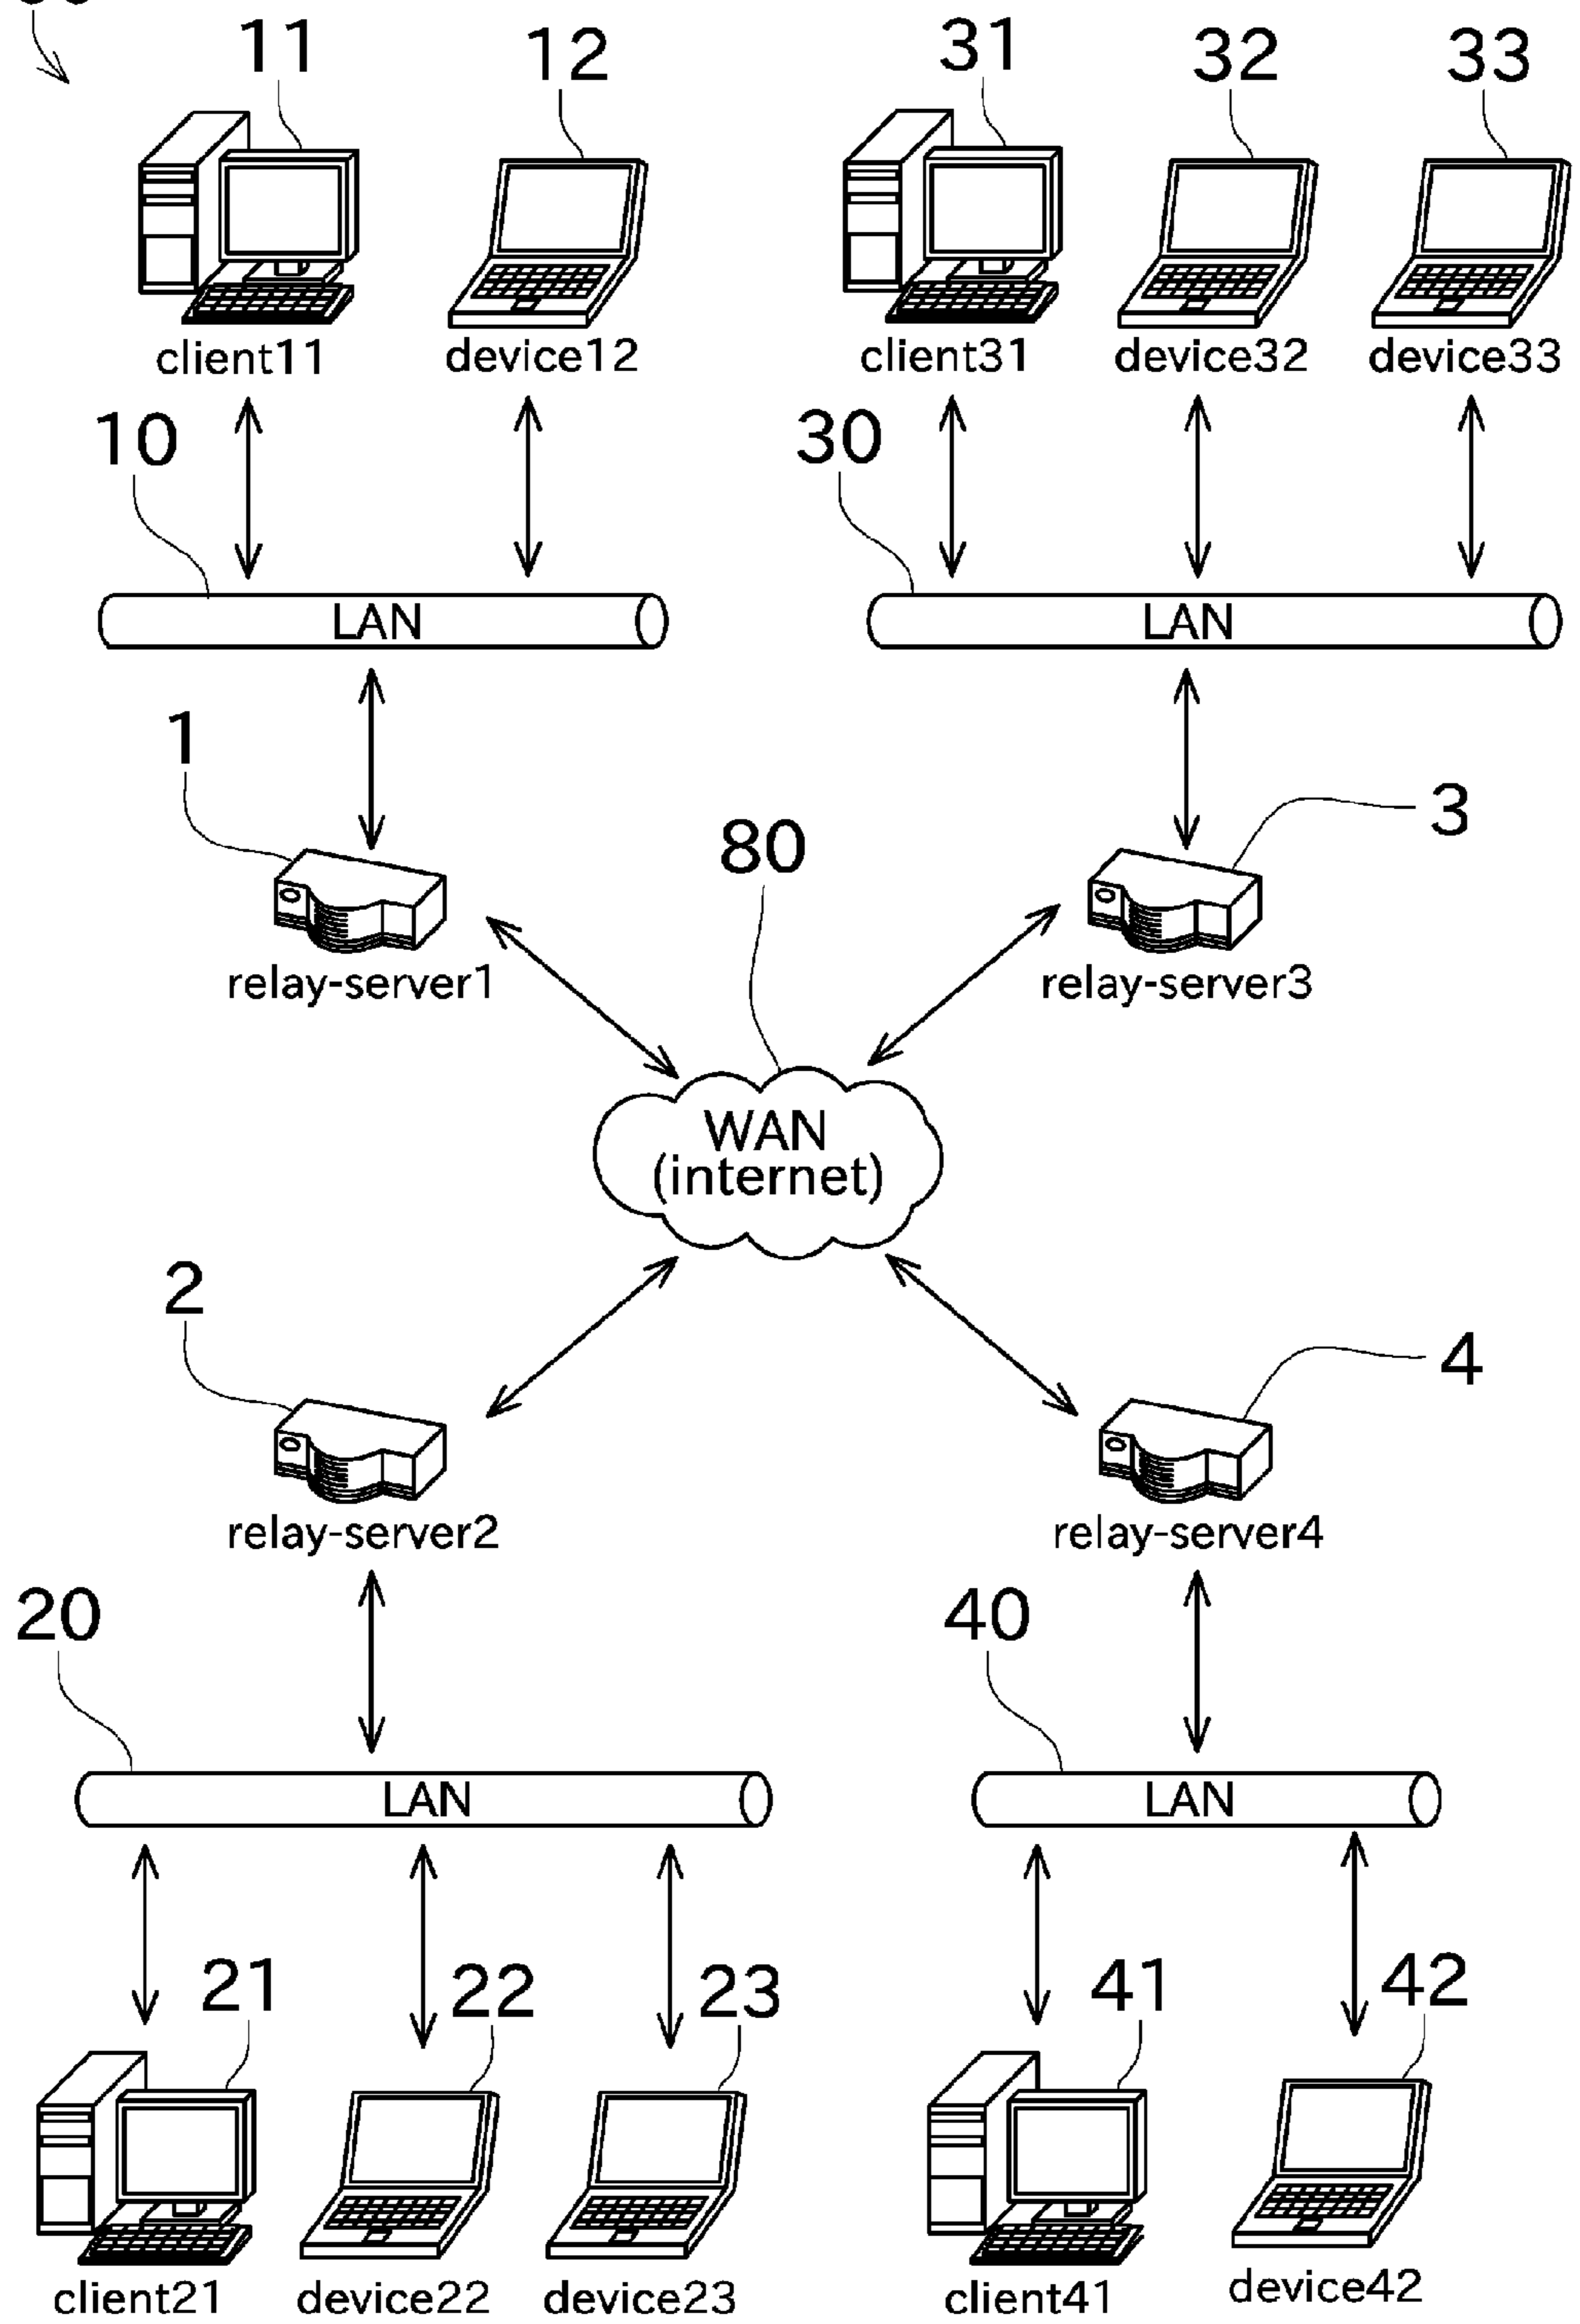 11
12
31
32
33
client11
device12
client31
device32
device33
10
30
LAN
LAN
1
3
80
relay-server1
relay-server3
WAN
(internet)
2
4
relay-server2
relay-server4
20
40
LAN
LAN
21
22
23
41
42
client21
device22
device23
client41
device42